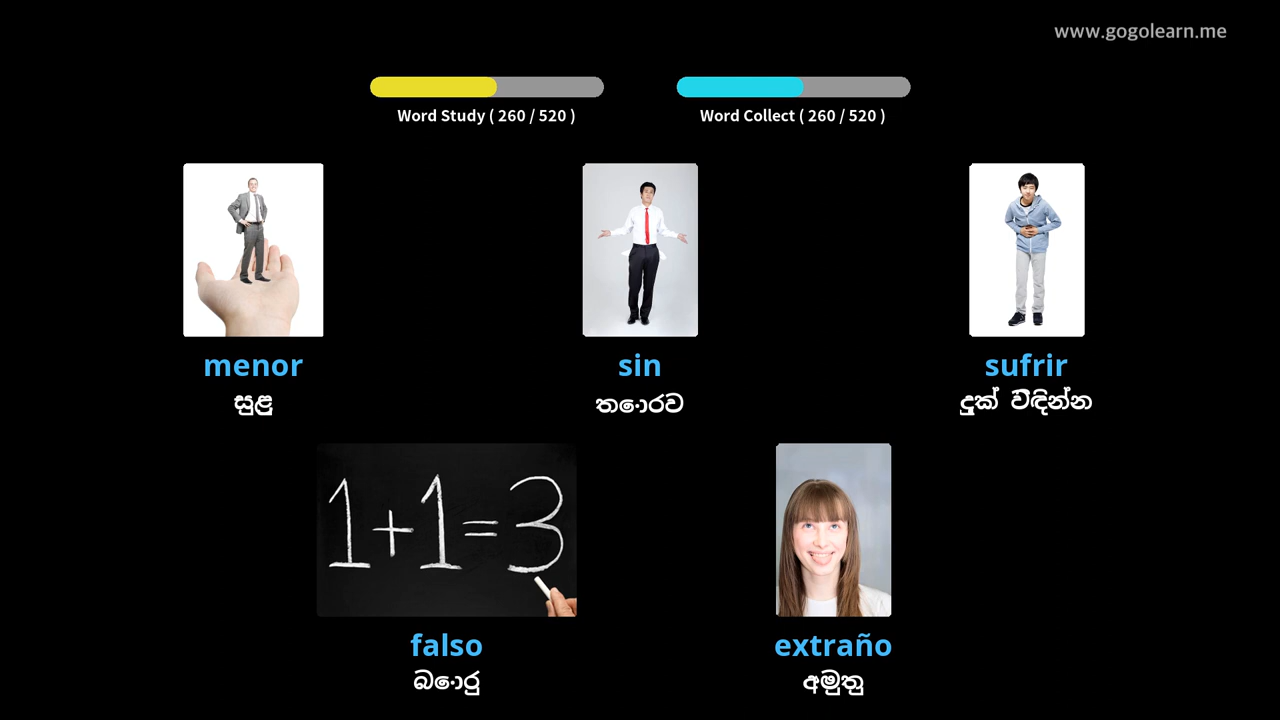 www.gogolearn.me
Word Study ( 260 / 520 )
Word Collect ( 260 / 520 )
menor
සුළු
sin
තොරව
sufrir
දුක් විඳින්න
1+1=3
falso
බොරු
extraño
අමුතු